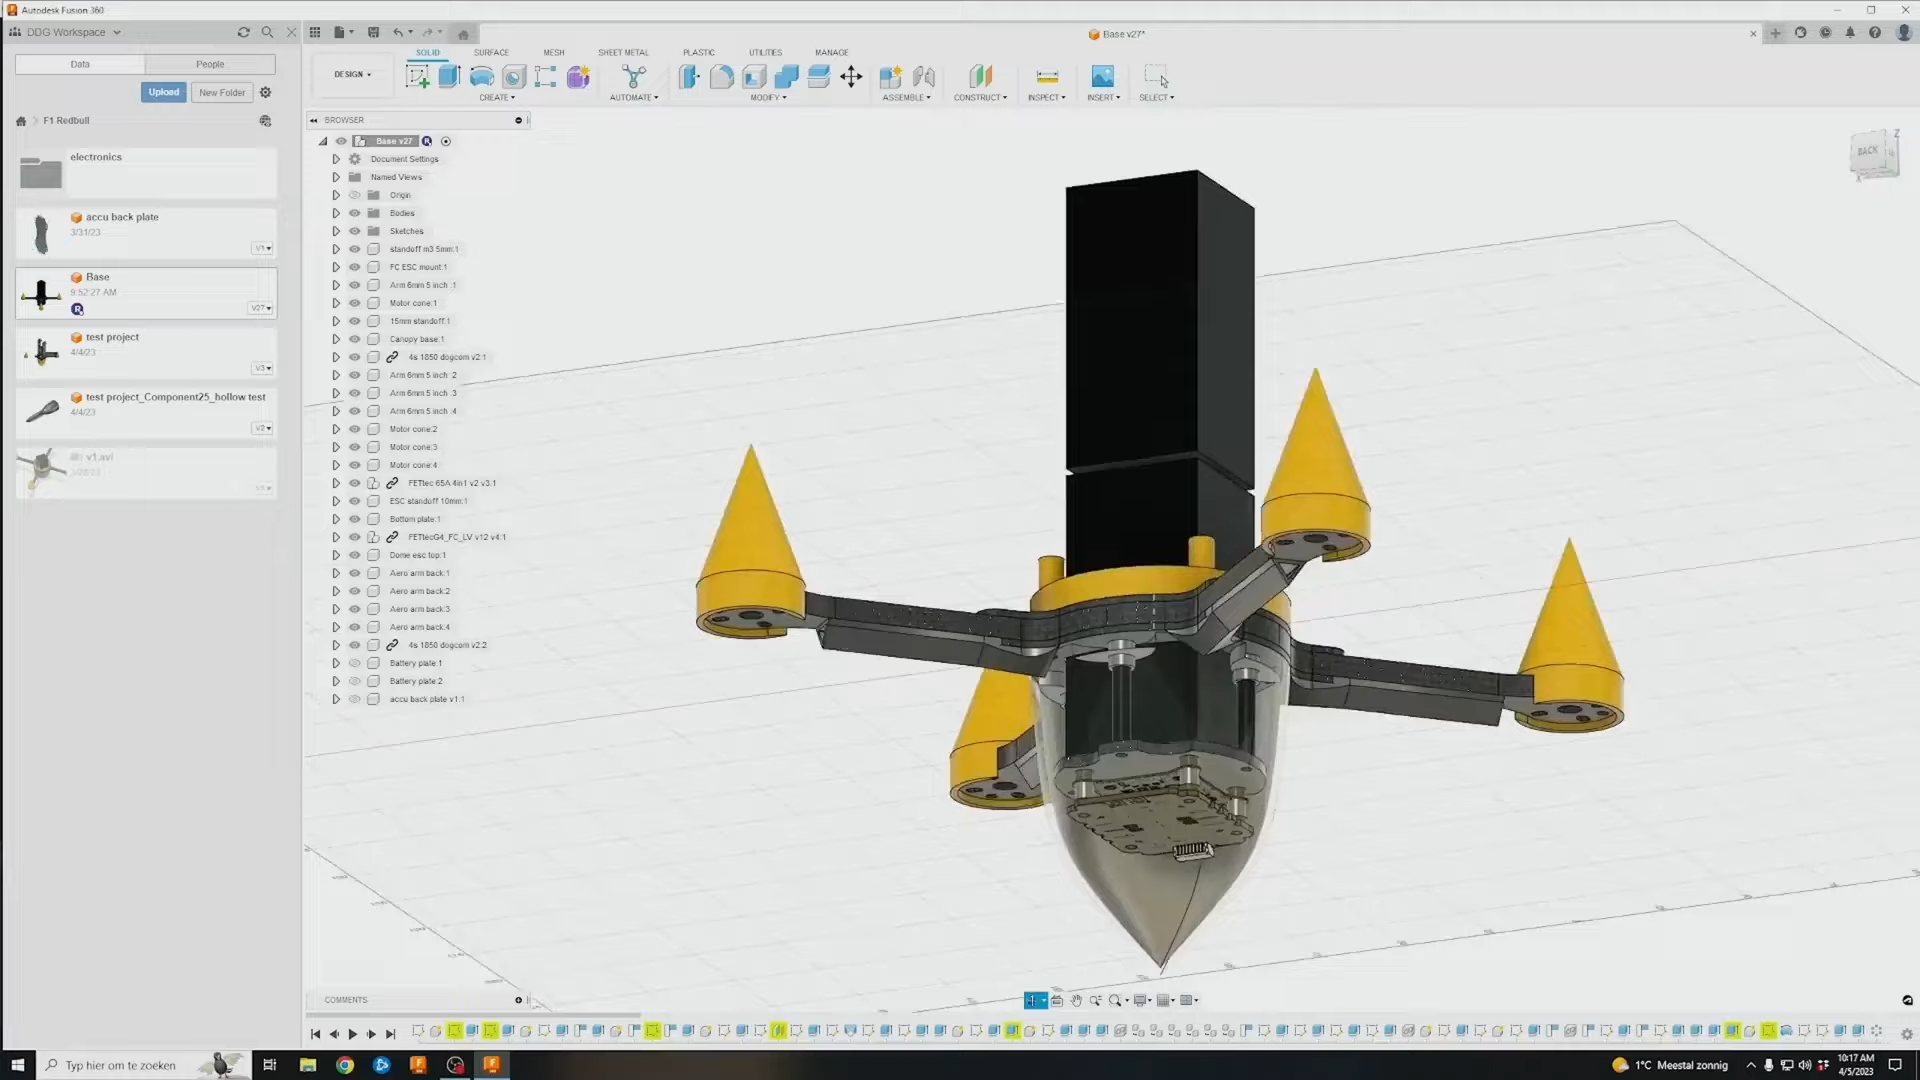 Autodesk Fusion 360
DDG Workspace
Base v27*
Data
People
Upload
New Folder
F1 Redbull
electronics
accu back plate
3/31/23
V1
Base
9:52:27 AM
V27
test project
4/4/23
V3
test project_Component25_hollow test
4/4/23
V2
DESIGN
SOLID
SURFACE
MESH
SHEET METAL
PLASTIC
UTILITIES
MANAGE
CREATE
AUTOMATE
MODIFY
ASSEMBLE
CONSTRUCT
INSPECT
INSERT
SELECT
BROWSER
Base v27
Document Settings
Named Views
Origin
Bodies
Sketches
standoff m3 5mm:1
FC ESC mount:1
Arm 6mm 5 inch :1
Motor cone:1
15mm standoff:1
Canopy base:1
4s 1850 dogcom v2:1
Arm 6mm 5 inch :2
Arm 6mm 5 inch :3
Arm 6mm 5 inch :4
Motor cone:2
Motor cone:3
Motor cone:4
FETtec 65A 4in1 v2 v3:1
ESC standoff 10mm:1
Bottom plate:1
FETtecG4_FC_LV v12 v4:1
Dome esc top:1
Aero arm back:1
Aero arm back:2
Aero arm back:3
Aero arm back:4
4s 1850 dogcom v2:2
Battery plate:1
Battery plate:2
accu back plate v1:1
BACK
Z
COMMENTS
Typ hier om te zoeken
1°C Meestal zonnig
10:17 AM
4/5/2023